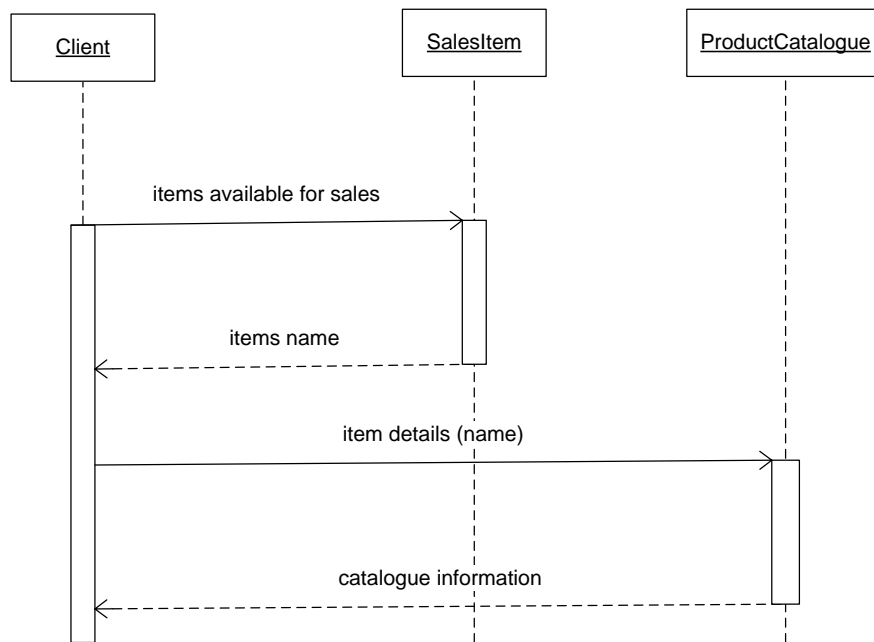 Client
SalesItem
ProductCatalogue
items available for sales
items name
item details (name)
catalogue information